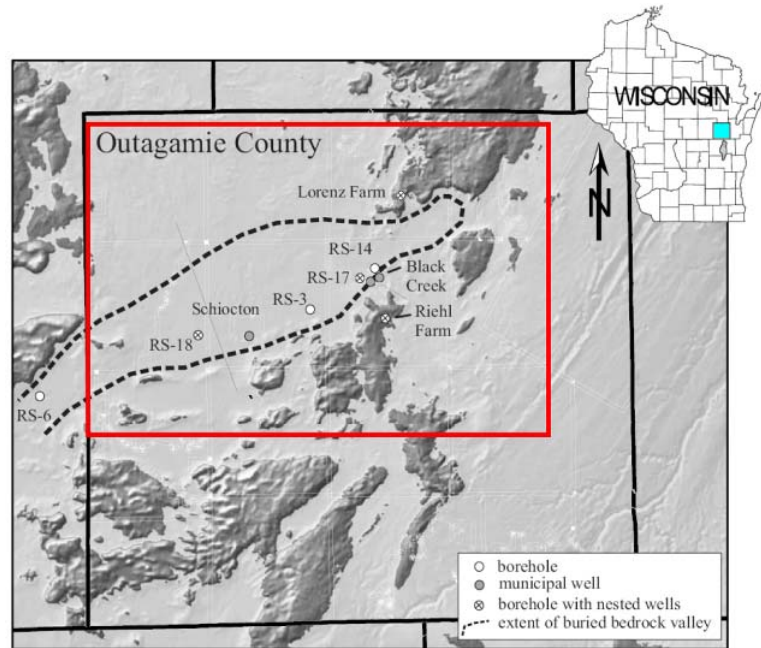 WISCONSIN
Outagamie County
N
Lorenz Farm
RS-14
RS-17
Black
Creek
RS-3
Schiocton
Riehl
Farm
RS-18
RS-6
borehole
municipal well
borehole with nested wells
extent of buried bedrock valley